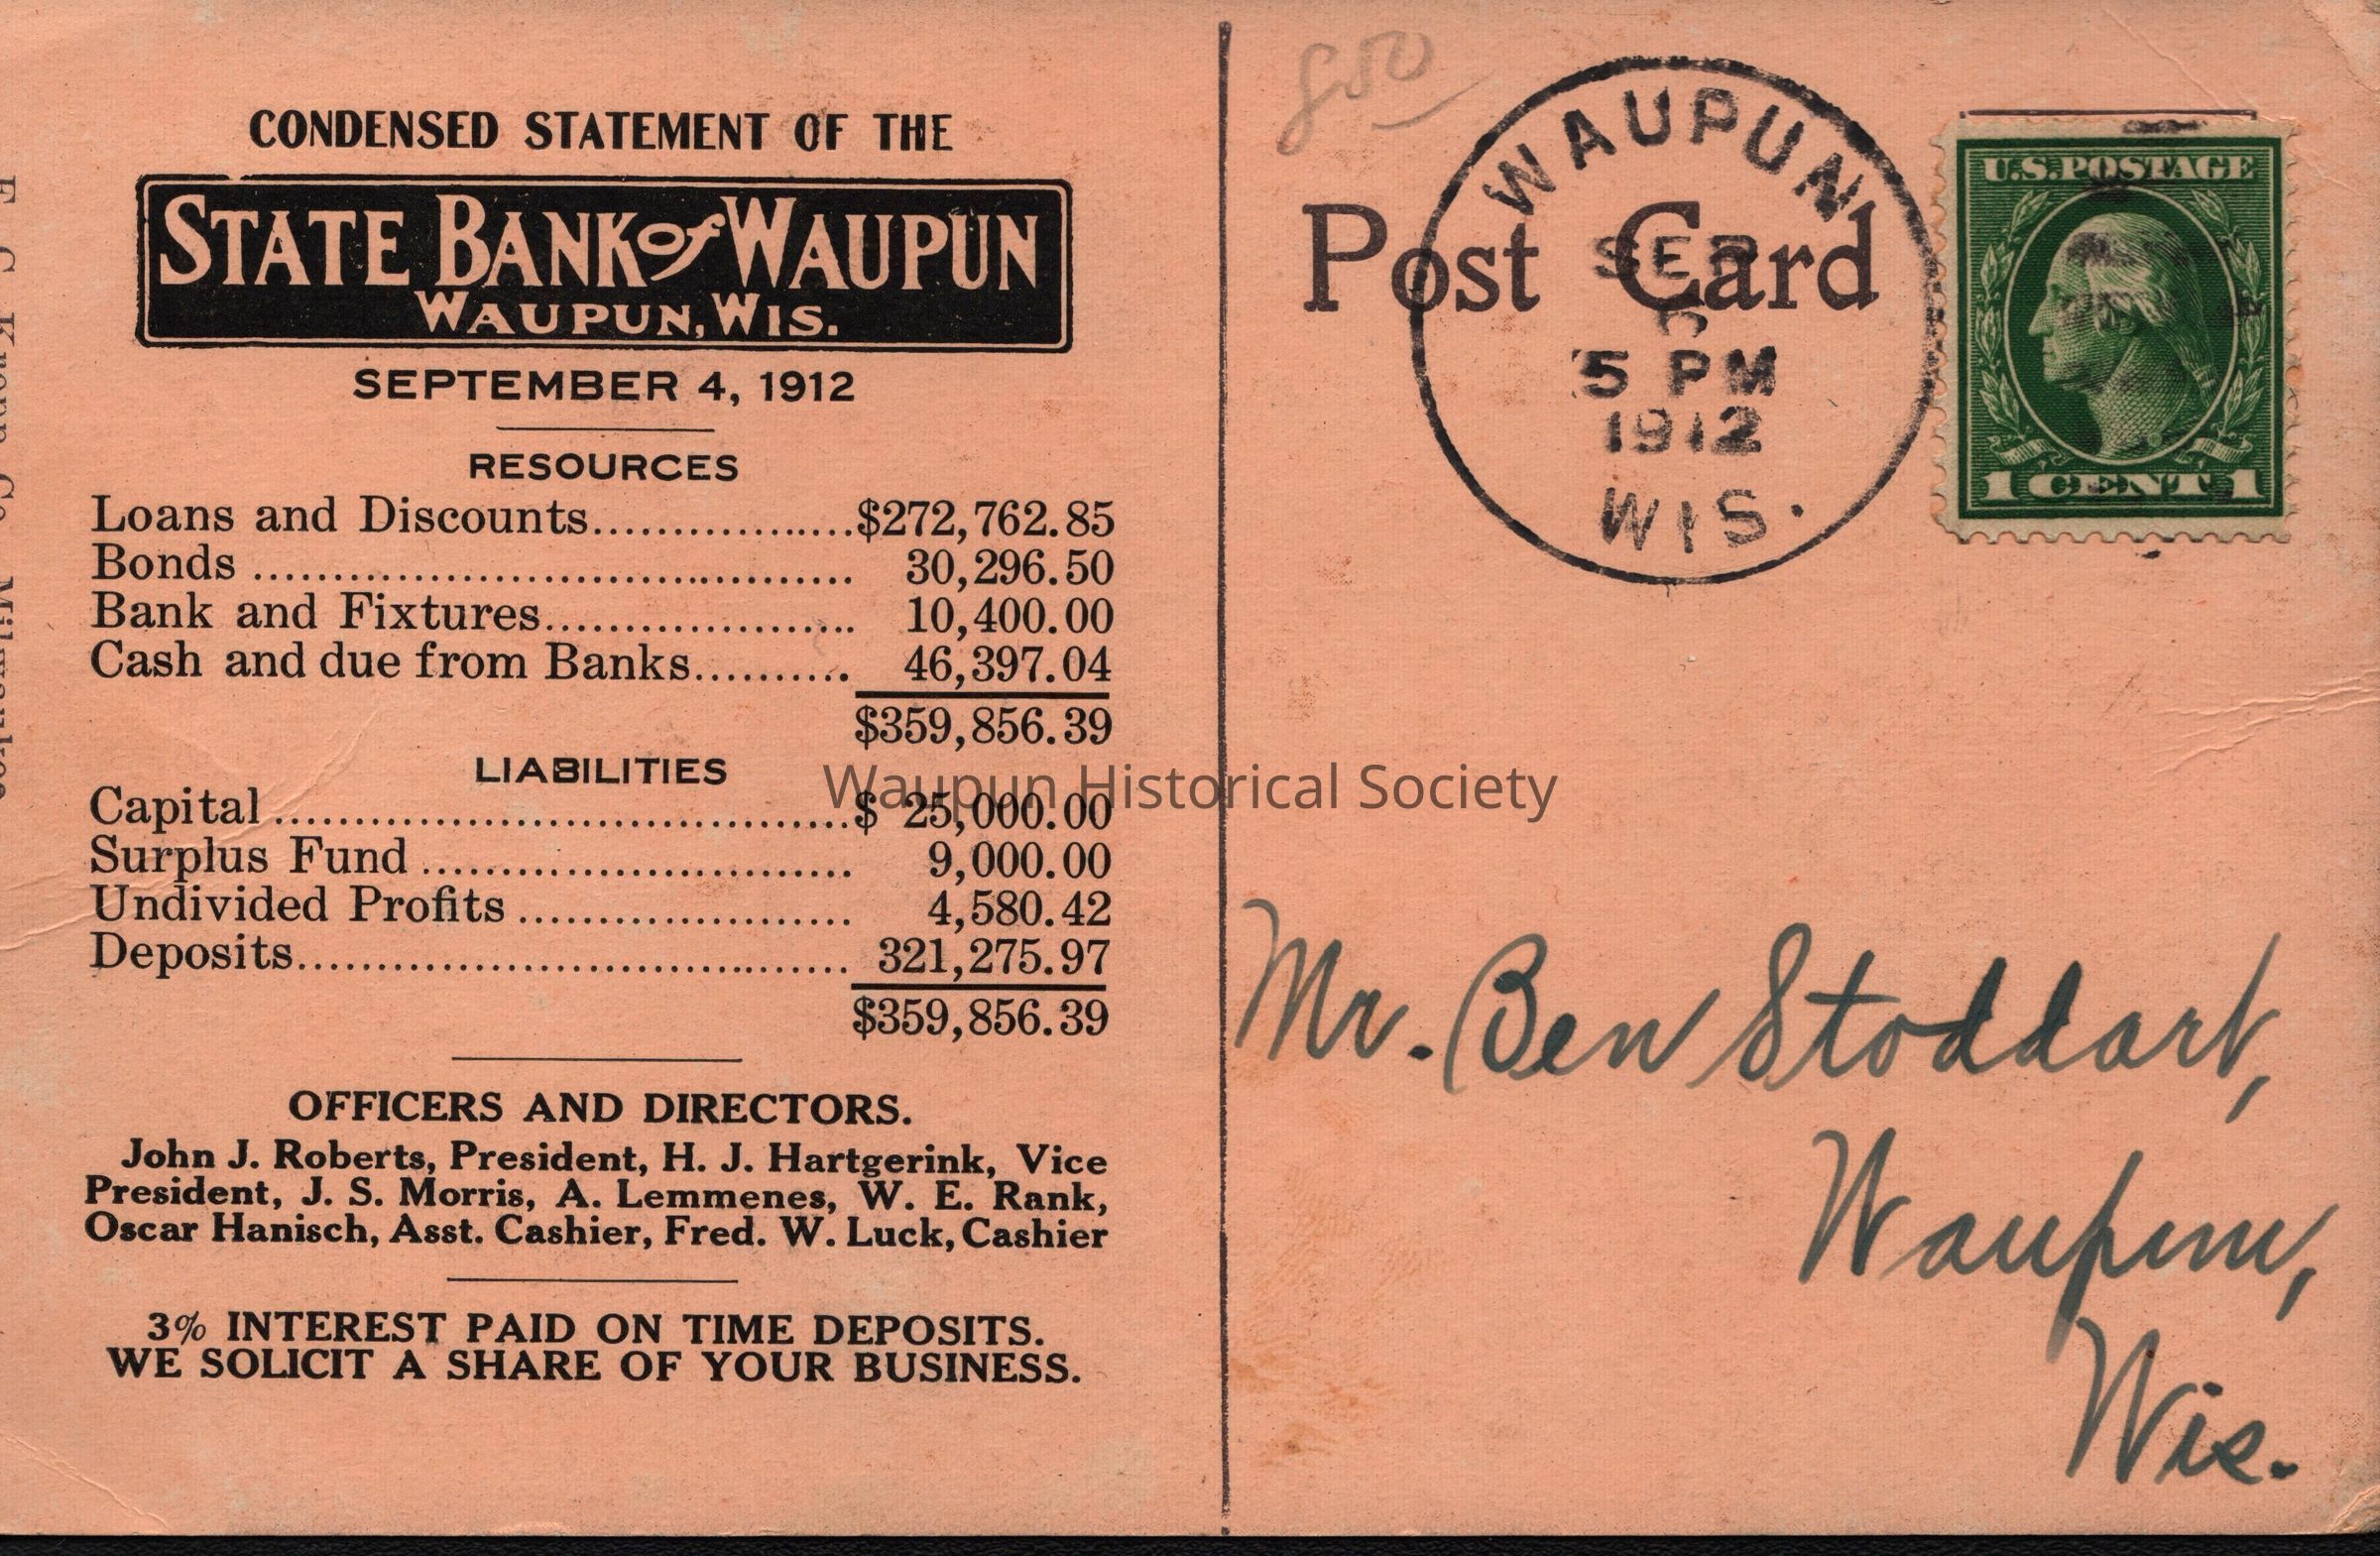 CONDENSED STATEMENT OF THE
STATE BANK of WAUPUN
WAUPUN, WIS.
SEPTEMBER 4, 1912
RESOURCES
Loans and Discounts..................$272,762.85
Bonds ...................................... 30,296.50
Bank and Fixtures.................... 10,400.00
Cash and due from Banks.......... 46,397.04
$359,856.39
LIABILITIES
Capital .....................................$ 25,000.00
Surplus Fund ........................... 9,000.00
Undivided Profits ..................... 4,580.42
Deposits................................... 321,275.97
$359,856.39
OFFICERS AND DIRECTORS.
John J. Roberts, President, H. J. Hartgerink, Vice
President, J. S. Morris, A. Lemmenes, W. E. Rank,
Oscar Hanisch, Asst. Cashier, Fred. W. Luck, Cashier
3% INTEREST PAID ON TIME DEPOSITS.
WE SOLICIT A SHARE OF YOUR BUSINESS.
Waupun Historical Society
850
Post Card
WAUPUN
SEP
5 PM
1912
WIS.
U.S. POSTAGE
1 CENT 1
Mr. Ben Stoddart,
Waupun,
Wis.